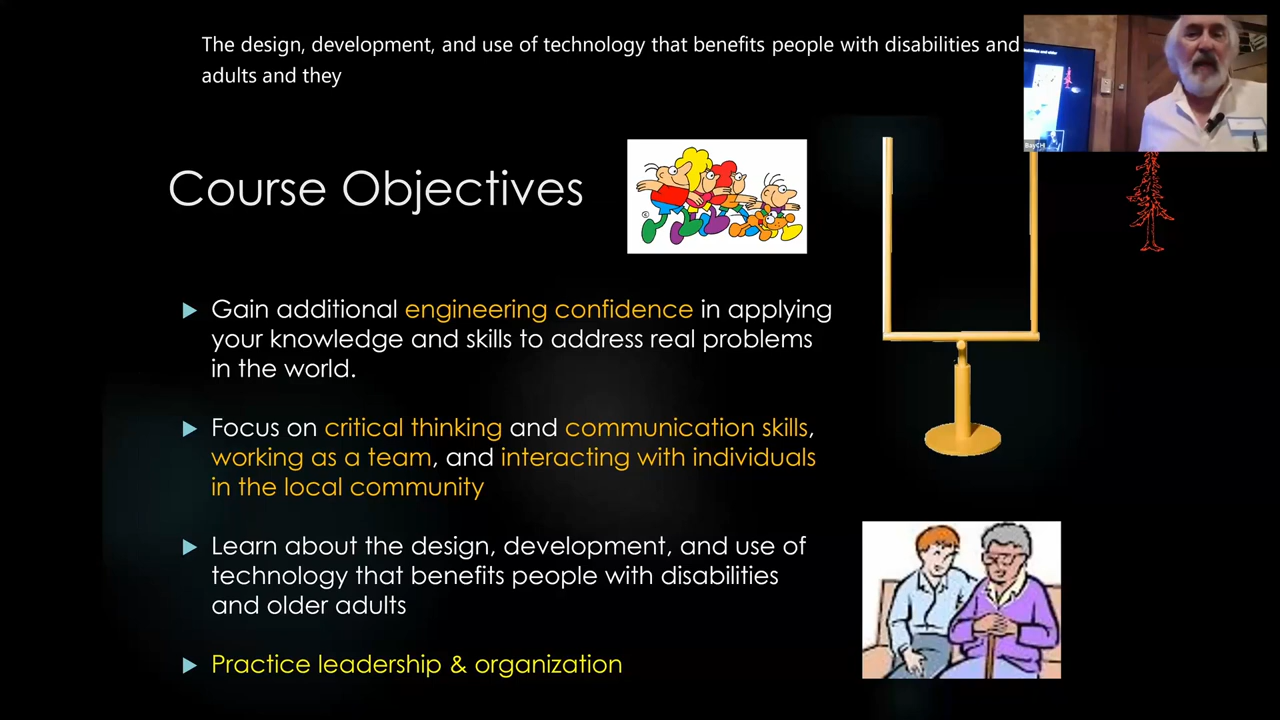 The design, development, and use of technology that benefits people with disabilities and
adults and they
BayCHI
Course Objectives
Gain additional engineering confidence in applying
your knowledge and skills to address real problems
in the world.
Focus on critical thinking and communication skills,
working as a team, and interacting with individuals
in the local community
Learn about the design, development, and use of
technology that benefits people with disabilities
and older adults
Practice leadership & organization